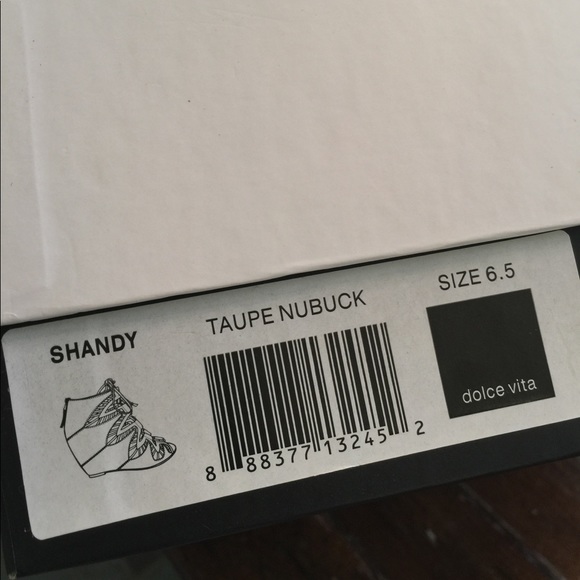 SHANDY
TAUPE NUBUCK
SIZE 6.5
dolce vita
8 88377 13245 2